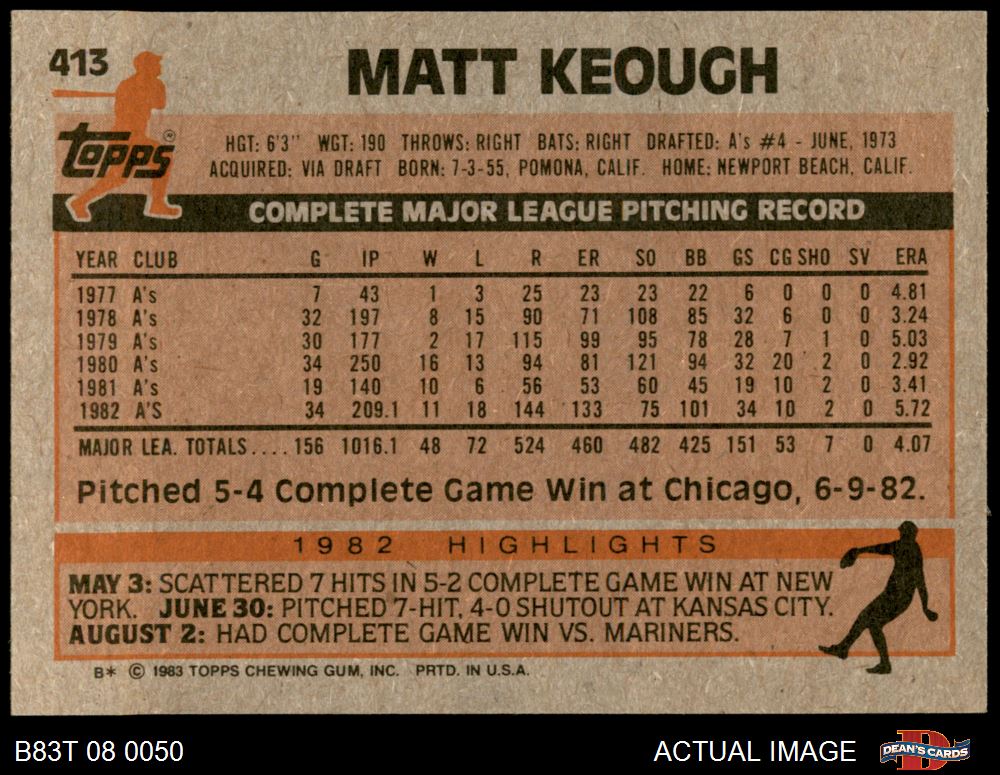 413
MATT KEOUGH
topps®
HGT: 6'3" WGT: 190 THROWS: RIGHT BATS: RIGHT DRAFTED: A's #4 - JUNE, 1973
ACQUIRED: VIA DRAFT BORN: 7-3-55, POMONA, CALIF. HOME: NEWPORT BEACH, CALIF.
COMPLETE MAJOR LEAGUE PITCHING RECORD
YEAR CLUB G IP W L R ER SO BB GS CG SHO SV ERA
1977 A's 7 43 1 3 25 23 23 22 6 0 0 0 4.81
1978 A's 32 197 8 15 90 71 108 85 32 6 0 0 3.24
1979 A's 30 177 2 17 115 99 95 78 28 7 1 0 5.03
1980 A's 34 250 16 13 94 81 121 94 32 20 2 0 2.92
1981 A's 19 140 10 6 56 53 60 45 19 10 2 0 3.41
1982 A'S 34 209.1 11 18 144 133 75 101 34 10 2 0 5.72
MAJOR LEA. TOTALS.... 156 1016.1 48 72 524 460 482 425 151 53 7 0 4.07
Pitched 5-4 Complete Game Win at Chicago, 6-9-82.
1982 HIGHLIGHTS
MAY 3: SCATTERED 7 HITS IN 5-2 COMPLETE GAME WIN AT NEW
YORK. JUNE 30: PITCHED 7-HIT, 4-0 SHUTOUT AT KANSAS CITY.
AUGUST 2: HAD COMPLETE GAME WIN VS. MARINERS.
B* © 1983 TOPPS CHEWING GUM, INC. PRTD. IN U.S.A.
B83T 08 0050
ACTUAL IMAGE
D
DEAN'S CARDS